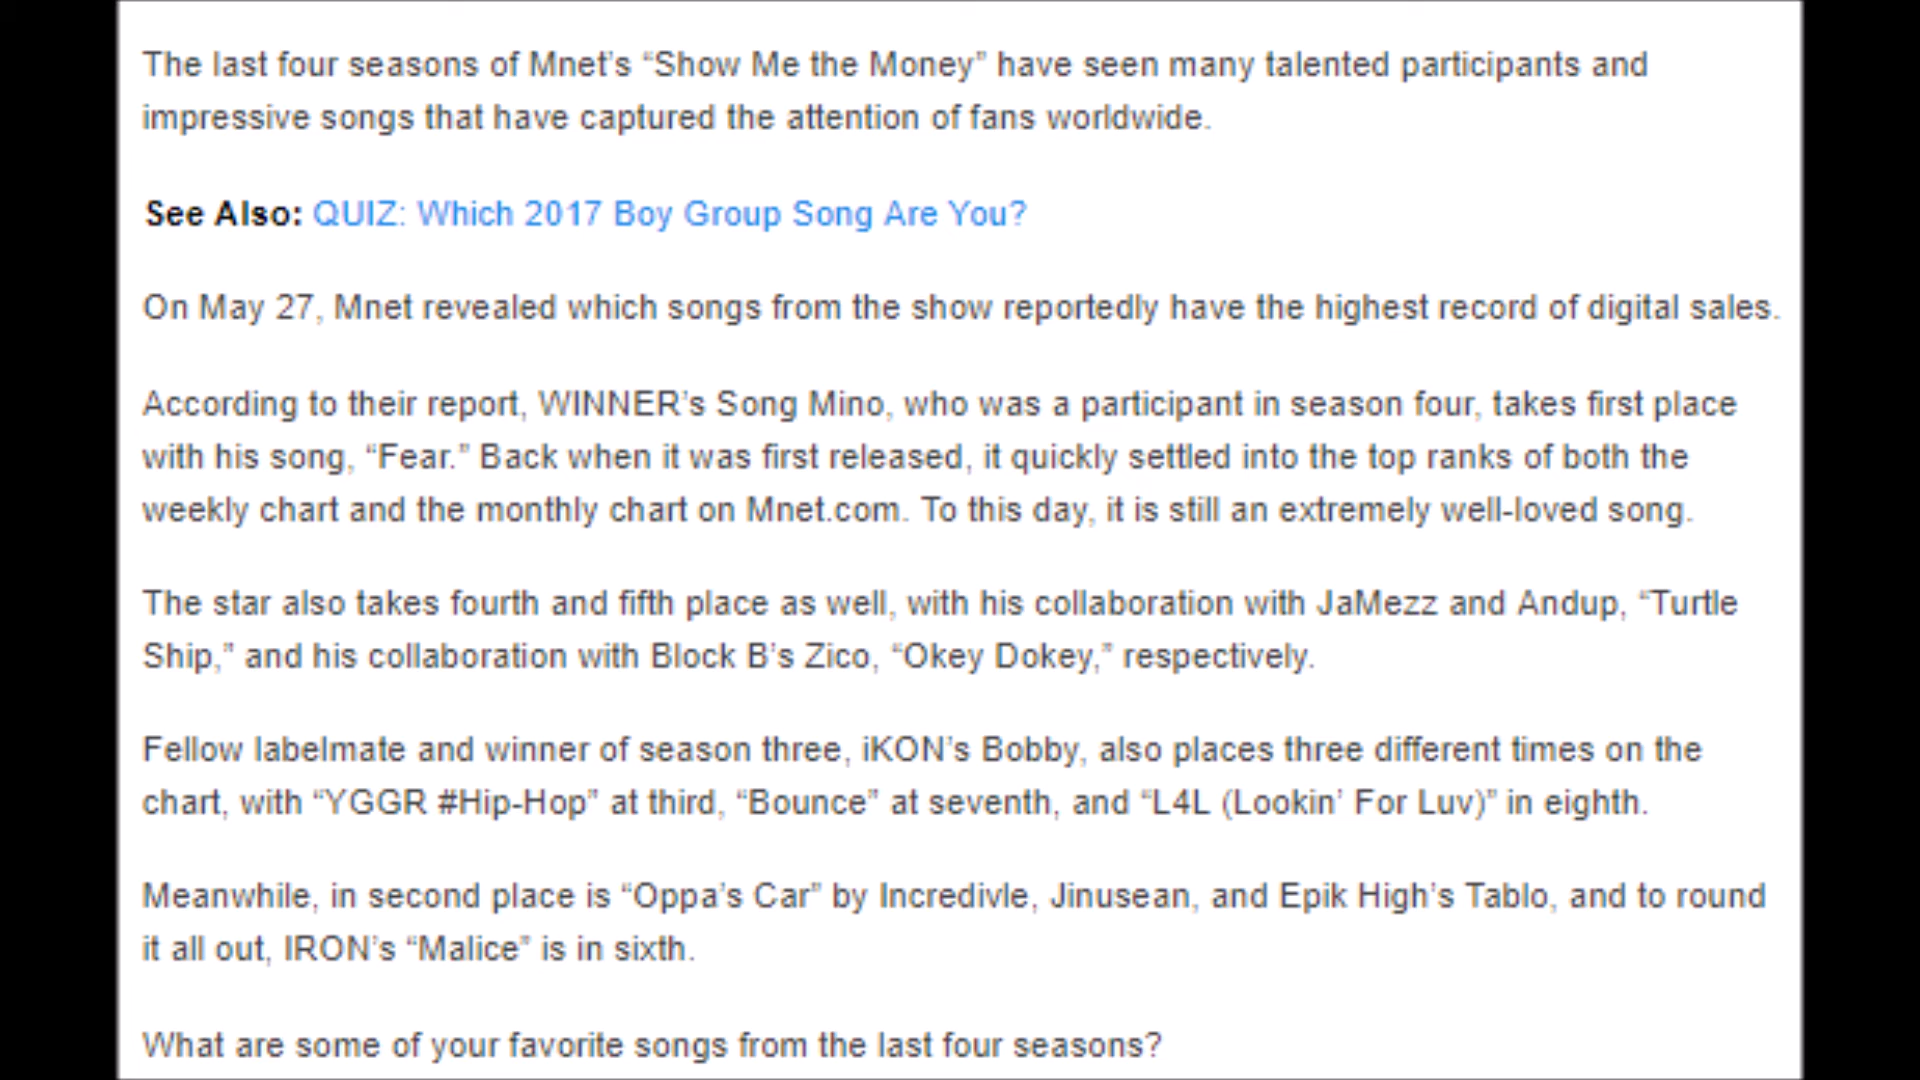 The last four seasons of Mnet’s “Show Me the Money” have seen many talented participants and
impressive songs that have captured the attention of fans worldwide.
See Also: QUIZ: Which 2017 Boy Group Song Are You?
On May 27, Mnet revealed which songs from the show reportedly have the highest record of digital sales.
According to their report, WINNER’s Song Mino, who was a participant in season four, takes first place
with his song, “Fear.” Back when it was first released, it quickly settled into the top ranks of both the
weekly chart and the monthly chart on Mnet.com. To this day, it is still an extremely well-loved song.
The star also takes fourth and fifth place as well, with his collaboration with JaMezz and Andup, “Turtle
Ship,” and his collaboration with Block B’s Zico, “Okey Dokey,” respectively.
Fellow labelmate and winner of season three, iKON’s Bobby, also places three different times on the
chart, with “YGGR #Hip-Hop” at third, “Bounce” at seventh, and “L4L (Lookin’ For Luv)” in eighth.
Meanwhile, in second place is “Oppa’s Car” by Incredivle, Jinusean, and Epik High’s Tablo, and to round
it all out, IRON’s “Malice” is in sixth.
What are some of your favorite songs from the last four seasons?